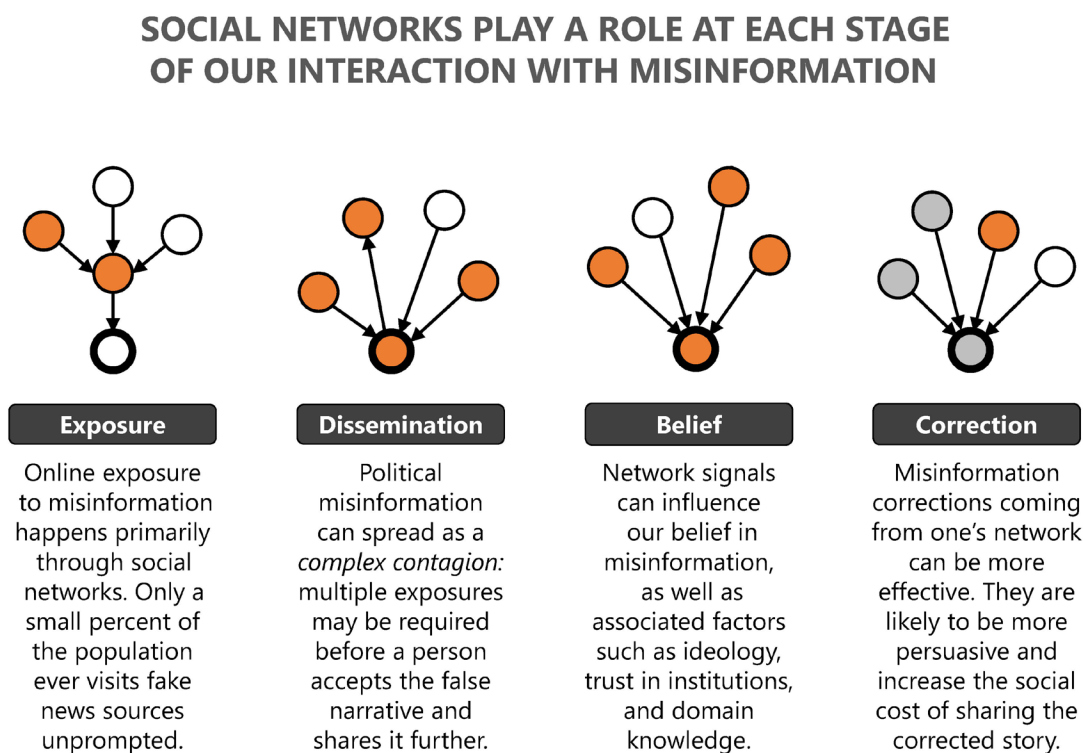 SOCIAL NETWORKS PLAY A ROLE AT EACH STAGE
OF OUR INTERACTION WITH MISINFORMATION
Exposure
Online exposure
to misinformation
happens primarily
through social
networks. Only a
small percent of
the population
ever visits fake
news sources
unprompted.
Dissemination
Political
misinformation
can spread as a
complex contagion:
multiple exposures
may be required
before a person
accepts the false
narrative and
shares it further.
Belief
Network signals
can influence
our belief in
misinformation,
as well as
associated factors
such as ideology,
trust in institutions,
and domain
knowledge.
Correction
Misinformation
corrections coming
from one’s network
can be more
effective. They are
likely to be more
persuasive and
increase the social
cost of sharing the
corrected story.